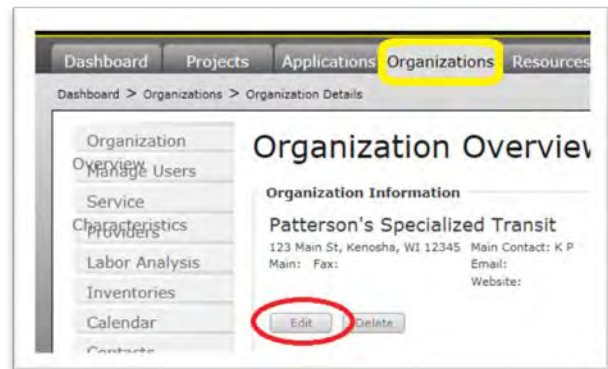 Dashboard Projects Applications Organizations Resources
Dashboard > Organizations > Organization Details
Organization Overview
Manage Users
Service Characteristics
Providers
Labor Analysis
Inventories
Calendar
Contacts
Organization Overview
Organization Information
Patterson's Specialized Transit
123 Main St, Kenosha, WI 12345 Main Contact: K P
Main: Fax: Email:
Website:
Edit Delete